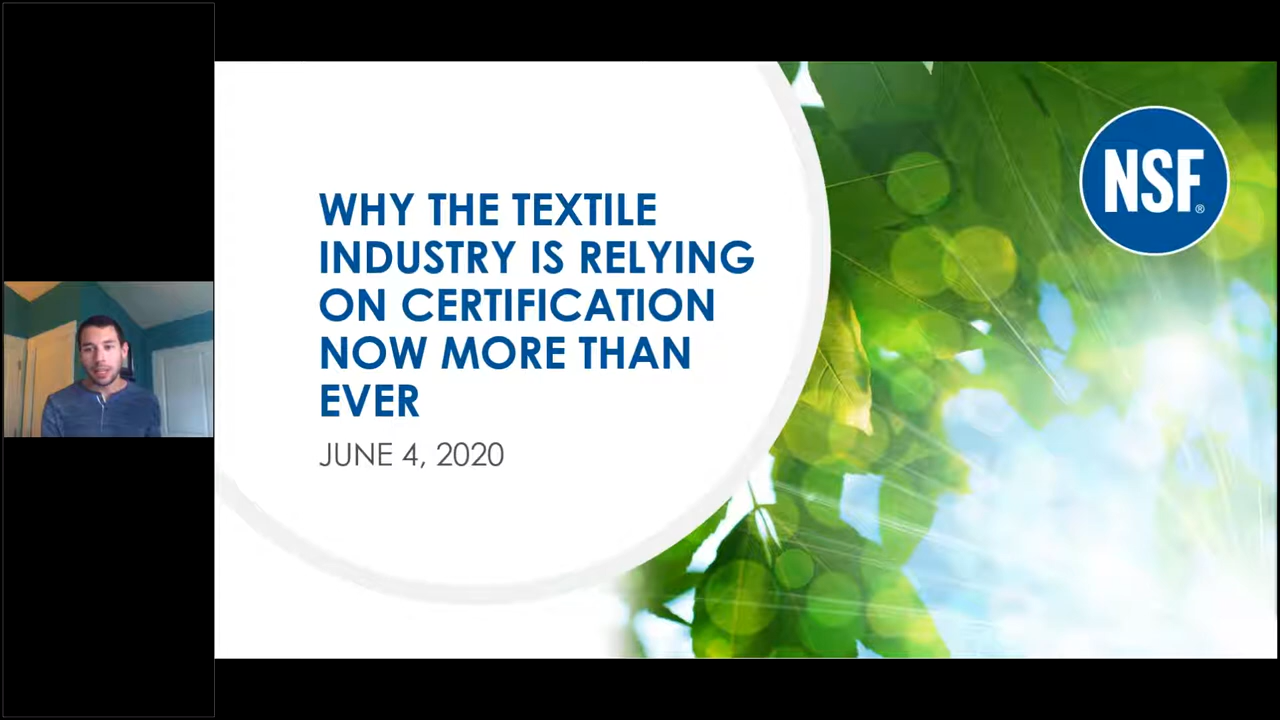 WHY THE TEXTILE
INDUSTRY IS RELYING
ON CERTIFICATION
NOW MORE THAN
EVER
JUNE 4, 2020
NSF®